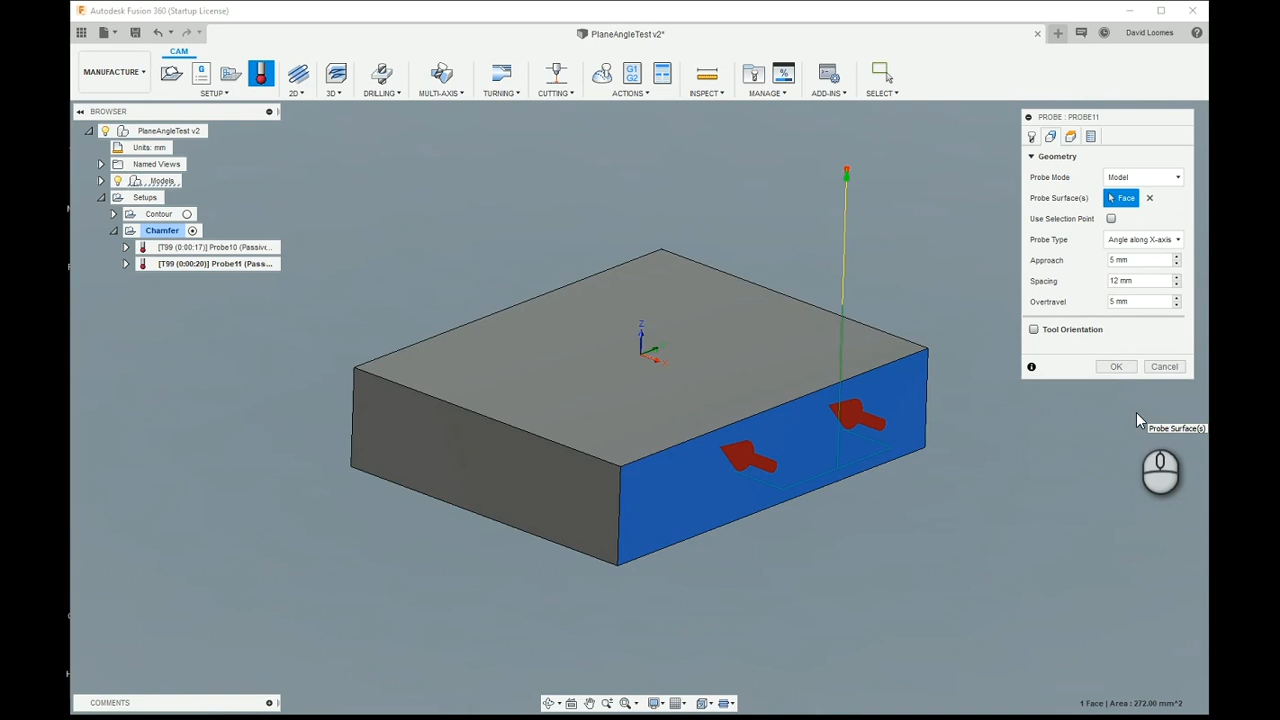 Autodesk Fusion 360 (Startup License)
PlaneAngleTest v2*
David Loomes
CAM
MANUFACTURE
SETUP
2D
3D
DRILLING
MULTI-AXIS
TURNING
CUTTING
G1
G2
ACTIONS
INSPECT
MANAGE
ADD-INS
SELECT
BROWSER
PlaneAngleTest v2
Units: mm
Named Views
Models
Setups
Contour
Chamfer
[T99 (0:00:17)] Probe10 (Passiv...
[T99 (0:00:20)] Probe11 (Pass...
PROBE : PROBE11
Geometry
Probe Mode Model
Probe Surface(s) Face
Use Selection Point
Probe Type Angle along X-axis
Approach 5 mm
Spacing 12 mm
Overtravel 5 mm
Tool Orientation
OK Cancel
Probe Surface(s)
Z
X
COMMENTS
1 Face | Area : 272.00 mm^2